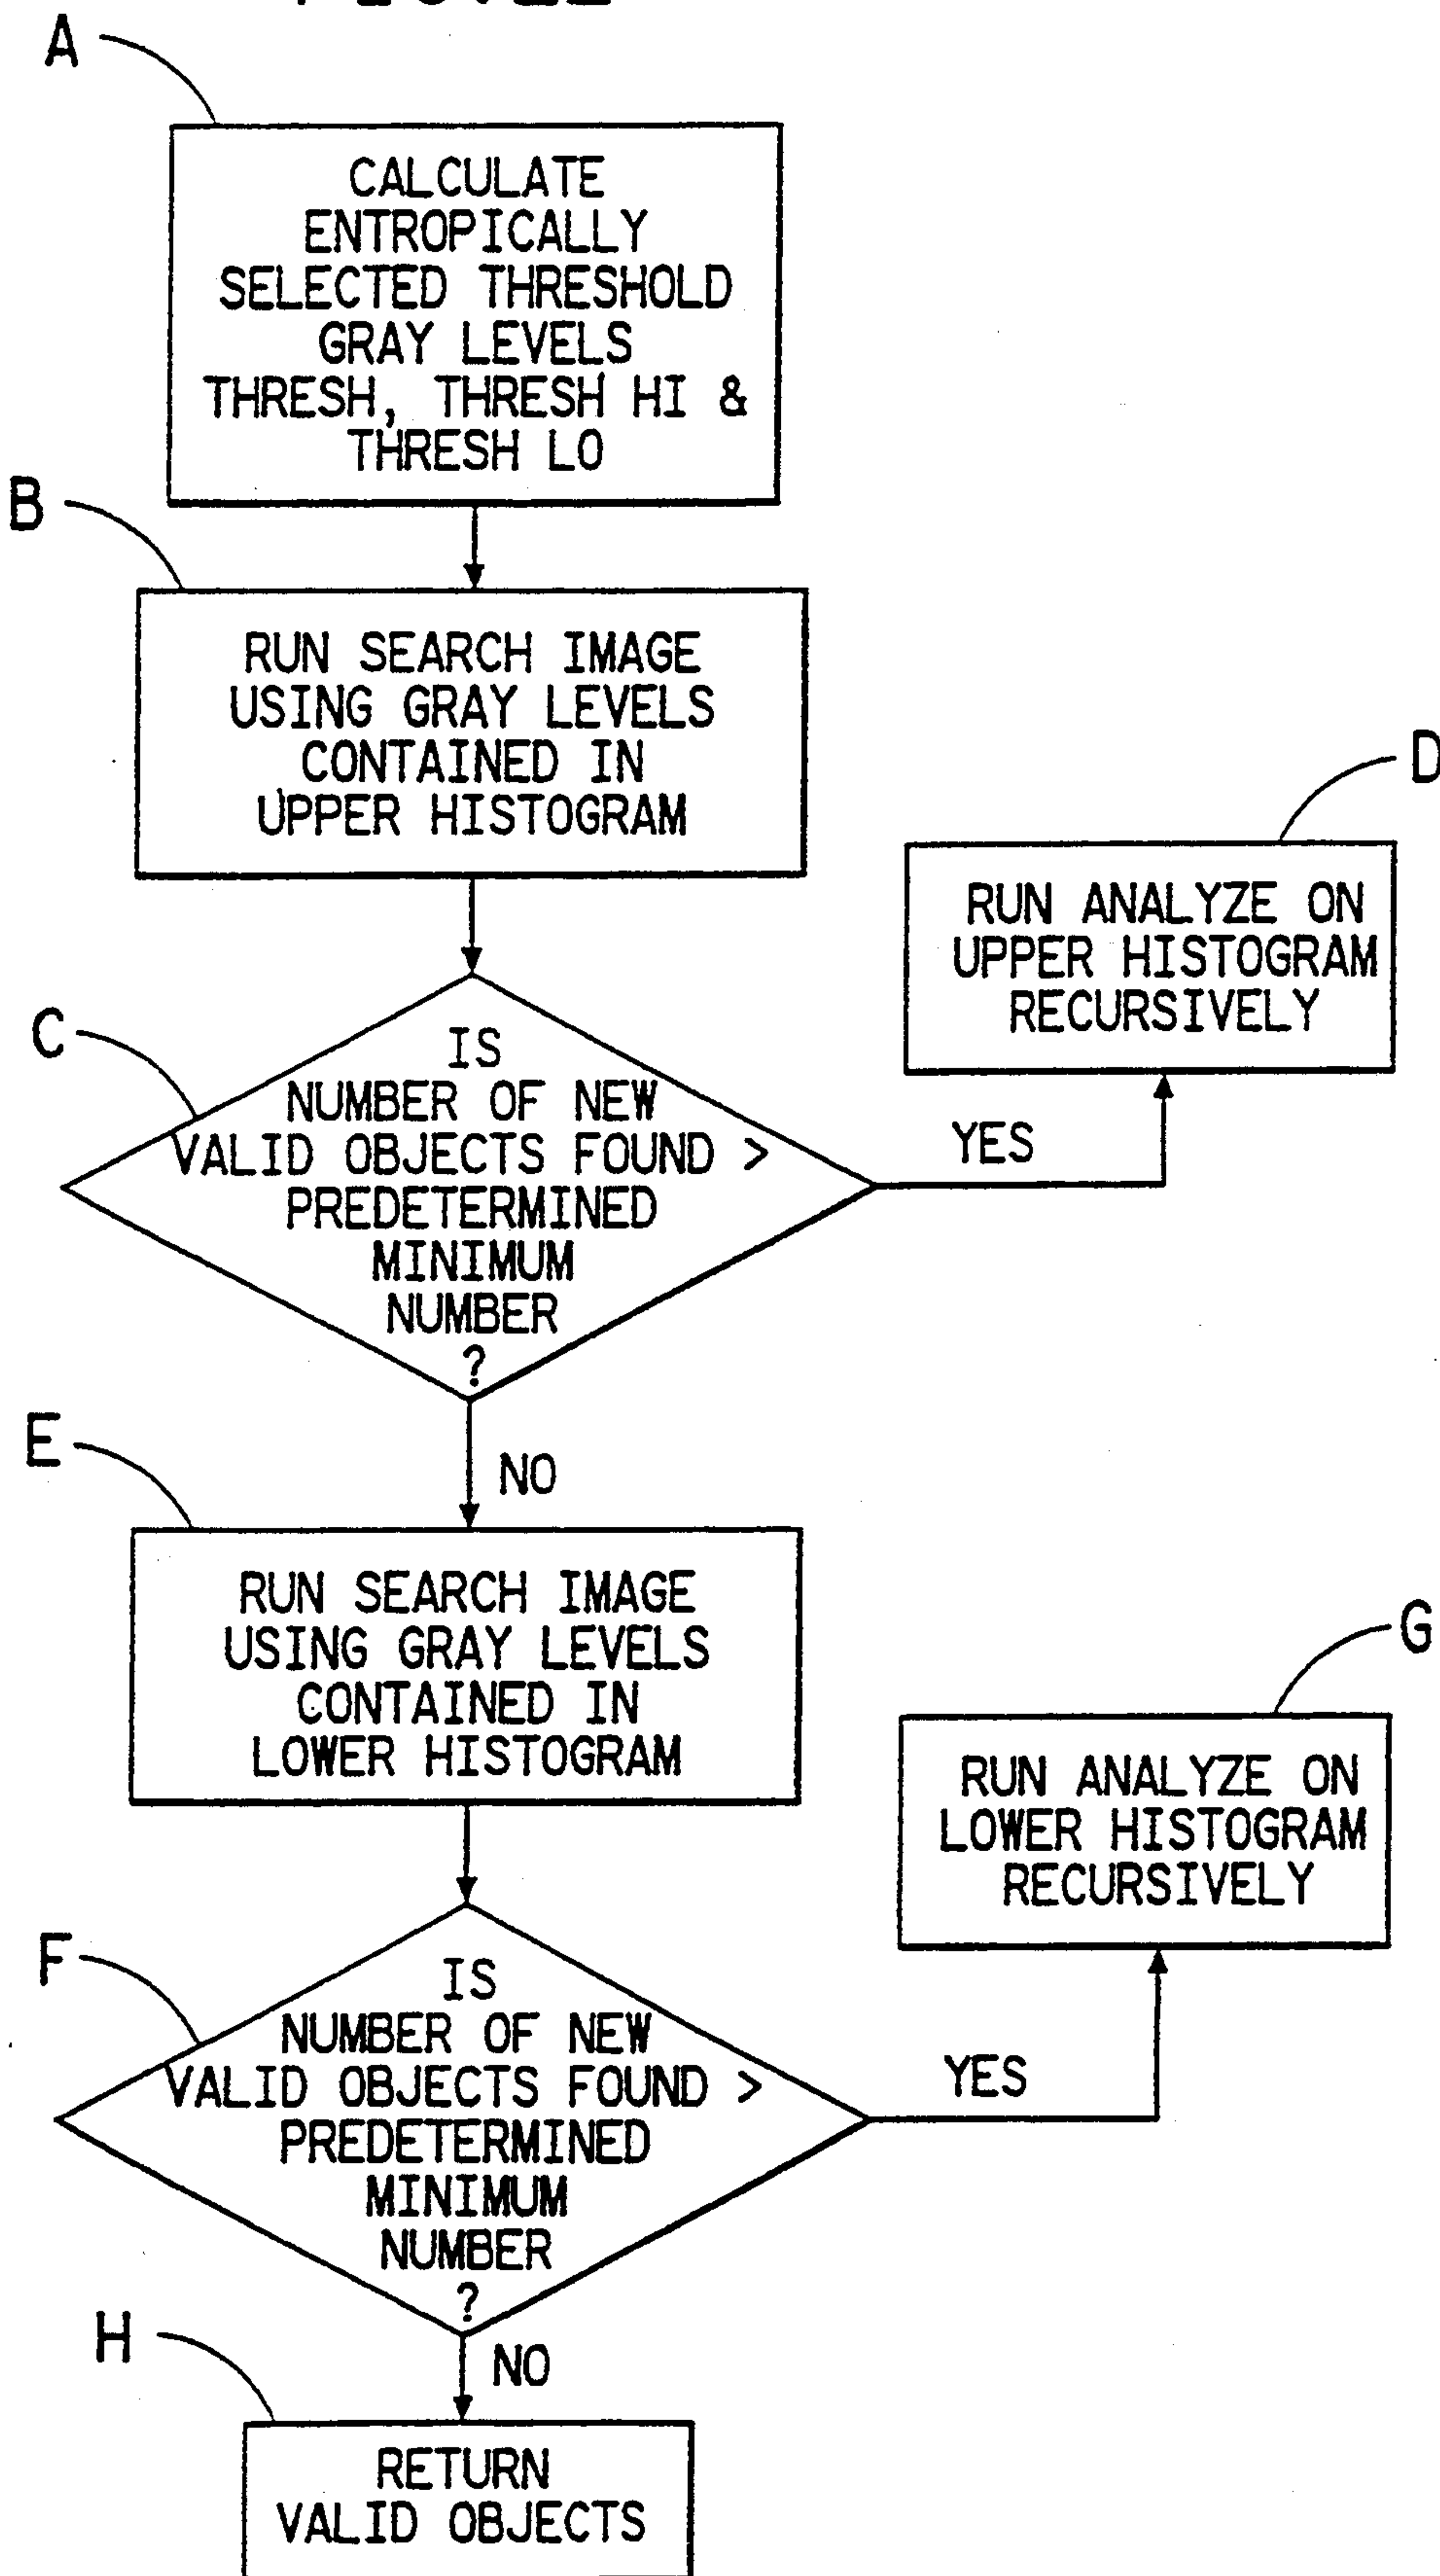 A
CALCULATE
ENTROPICALLY
SELECTED THRESHOLD
GRAY LEVELS
THRESH, THRESH HI &
THRESH LO
B
RUN SEARCH IMAGE
USING GRAY LEVELS
CONTAINED IN
UPPER HISTOGRAM
D
RUN ANALYZE ON
UPPER HISTOGRAM
RECURSIVELY
C
IS
NUMBER OF NEW
VALID OBJECTS FOUND >
PREDETERMINED
MINIMUM
NUMBER
?
YES
NO
E
RUN SEARCH IMAGE
USING GRAY LEVELS
CONTAINED IN
LOWER HISTOGRAM
G
RUN ANALYZE ON
LOWER HISTOGRAM
RECURSIVELY
F
IS
NUMBER OF NEW
VALID OBJECTS FOUND >
PREDETERMINED
MINIMUM
NUMBER
?
YES
NO
H
RETURN
VALID OBJECTS